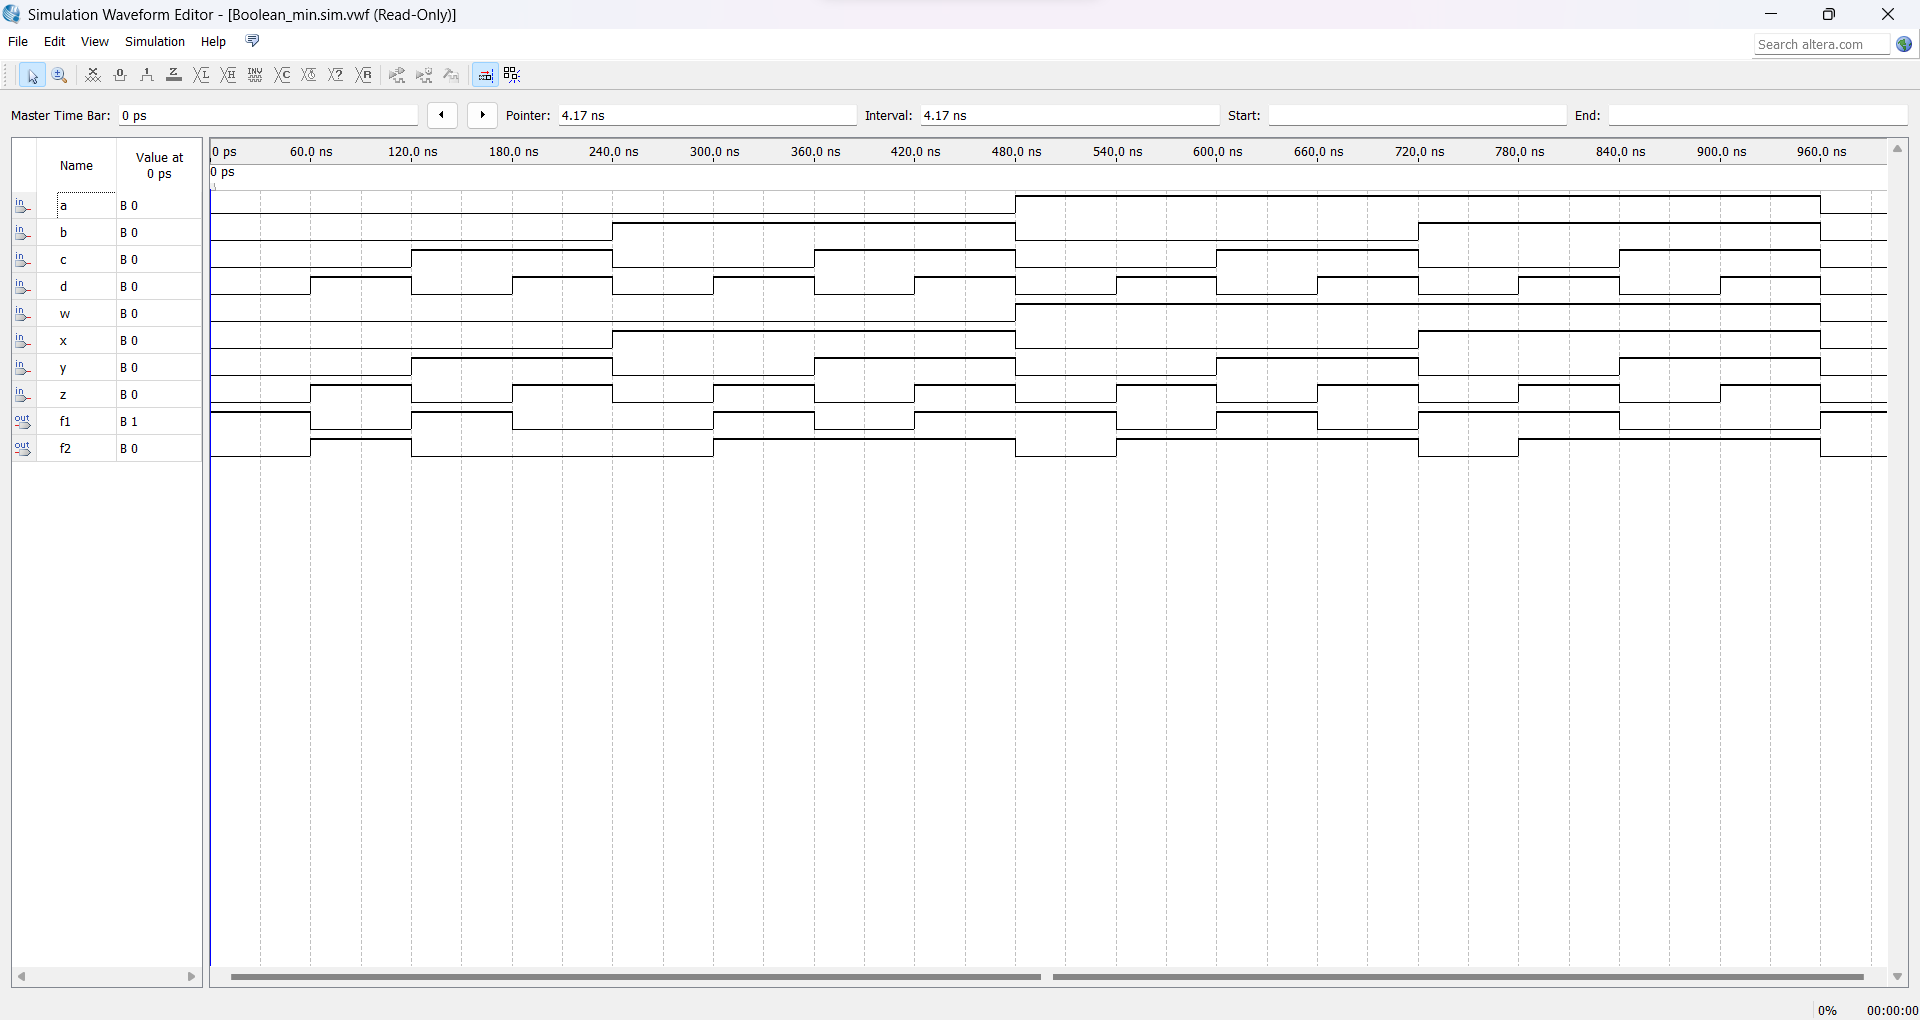 Simulation Waveform Editor - [Boolean_min.sim.vwf (Read-Only)]
File Edit View Simulation Help
Search altera.com
Master Time Bar: 0 ps Pointer: 4.17 ns Interval: 4.17 ns Start: End:
Name Value at 0 ps
0 ps 60.0 ns 120.0 ns 180.0 ns 240.0 ns 300.0 ns 360.0 ns 420.0 ns 480.0 ns 540.0 ns 600.0 ns 660.0 ns 720.0 ns 780.0 ns 840.0 ns 900.0 ns 960.0 ns
0 ps
in a B 0
in b B 0
in c B 0
in d B 0
in w B 0
in x B 0
in y B 0
in z B 0
out f1 B 1
out f2 B 0
0% 00:00:00